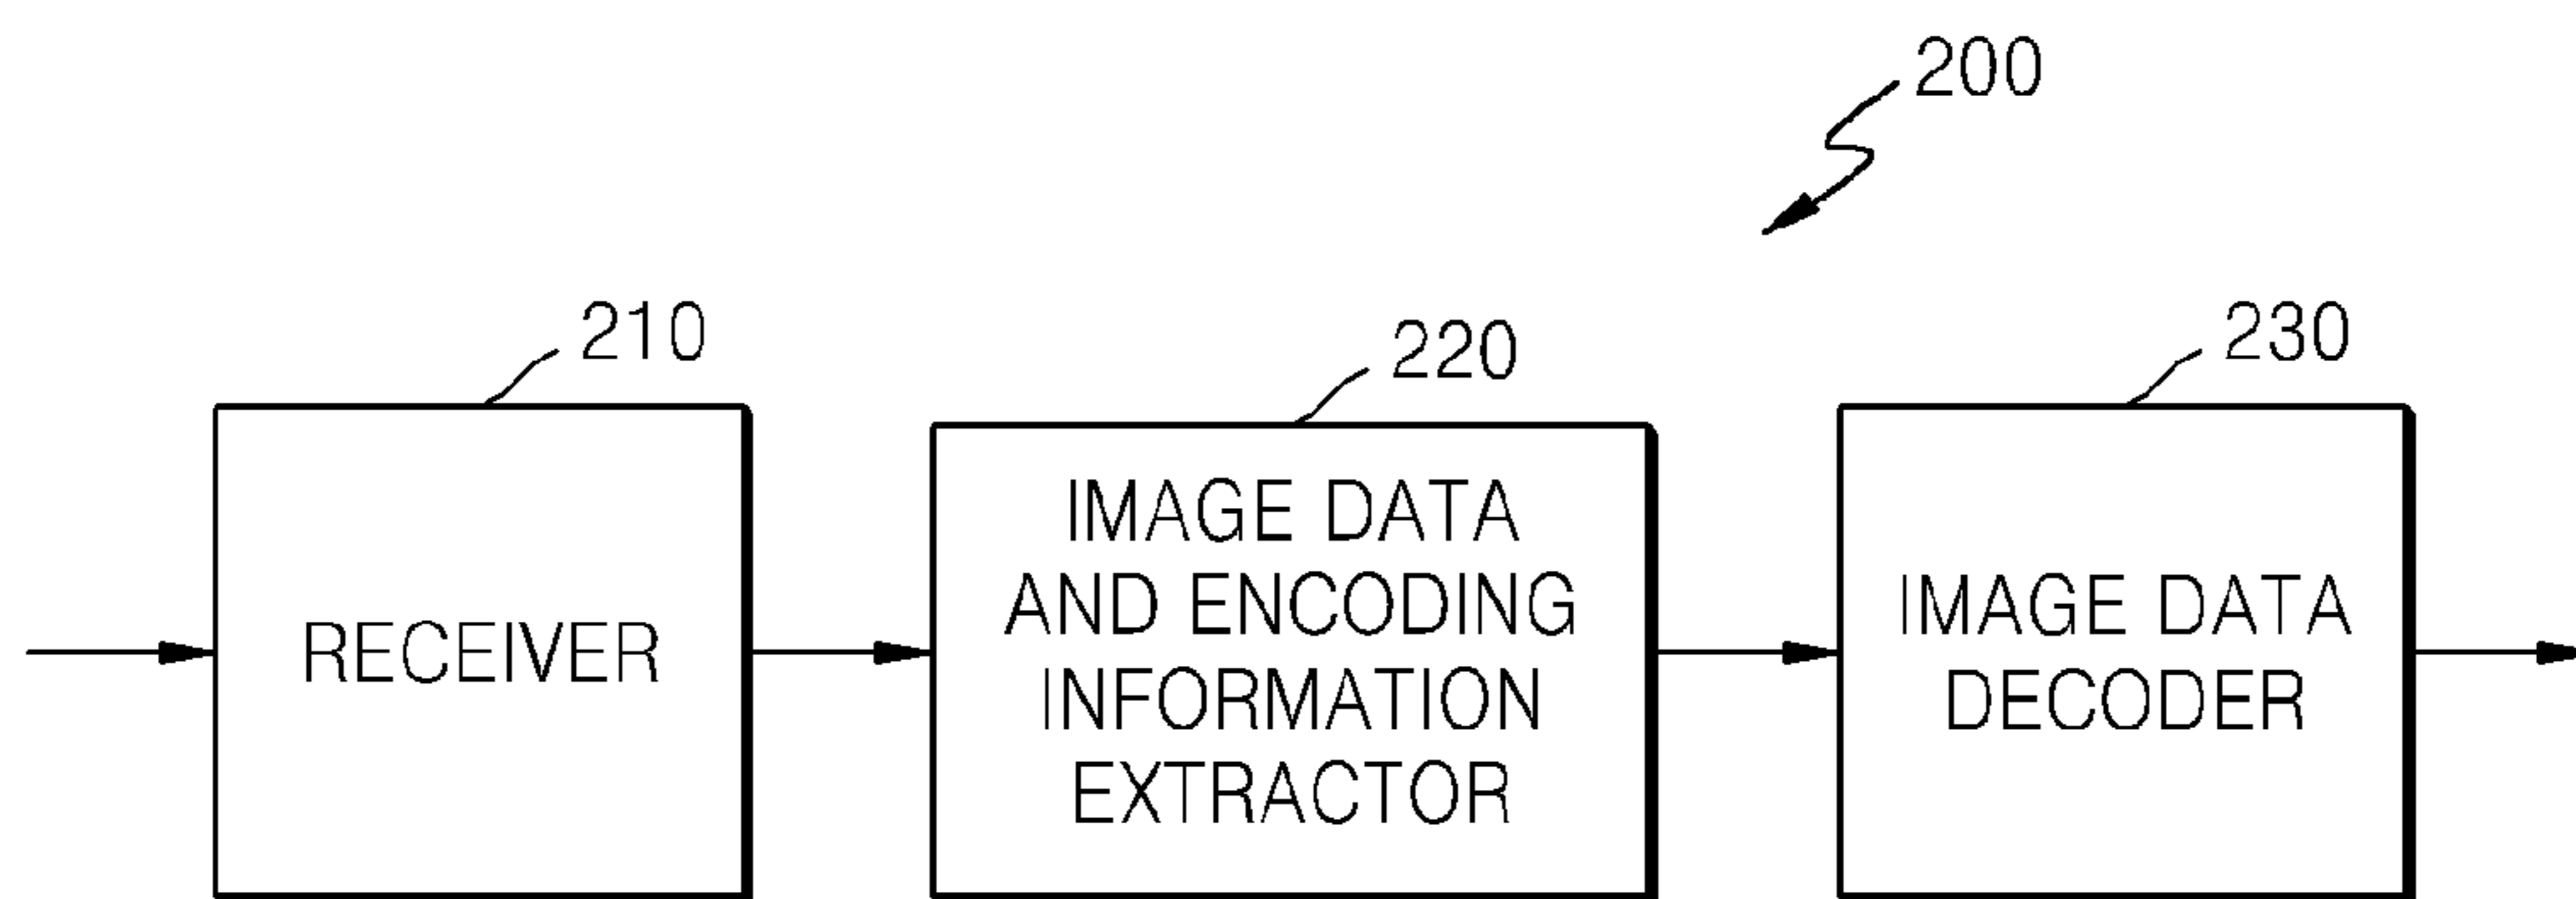 200
210
220
230
RECEIVER
IMAGE DATA
AND ENCODING
INFORMATION
EXTRACTOR
IMAGE DATA
DECODER